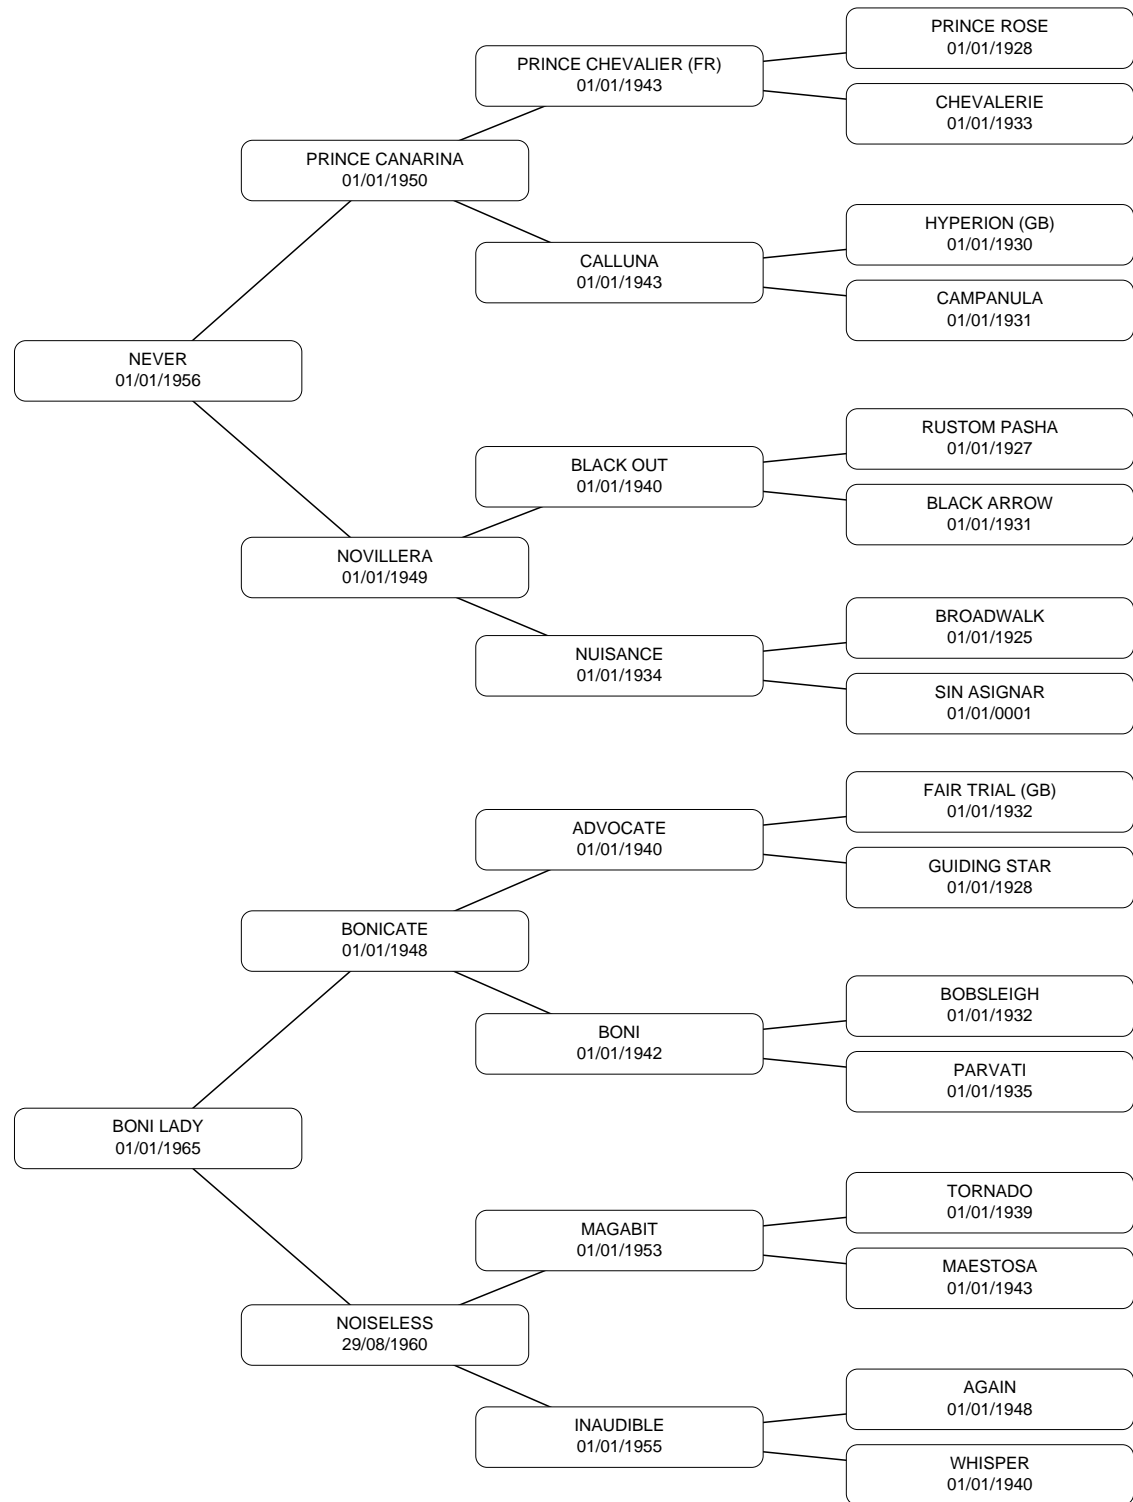 PRINCE ROSE
01/01/1928
PRINCE CHEVALIER (FR)
01/01/1943
CHEVALERIE
01/01/1933
PRINCE CANARINA
01/01/1950
HYPERION (GB)
01/01/1930
CALLUNA
01/01/1943
CAMPANULA
01/01/1931
NEVER
01/01/1956
RUSTOM PASHA
01/01/1927
BLACK OUT
01/01/1940
BLACK ARROW
01/01/1931
NOVILLERA
01/01/1949
BROADWALK
01/01/1925
NUISANCE
01/01/1934
SIN ASIGNAR
01/01/0001
FAIR TRIAL (GB)
01/01/1932
ADVOCATE
01/01/1940
GUIDING STAR
01/01/1928
BONICATE
01/01/1948
BOBSLEIGH
01/01/1932
BONI
01/01/1942
PARVATI
01/01/1935
BONI LADY
01/01/1965
TORNADO
01/01/1939
MAGABIT
01/01/1953
MAESTOSA
01/01/1943
NOISELESS
29/08/1960
AGAIN
01/01/1948
INAUDIBLE
01/01/1955
WHISPER
01/01/1940